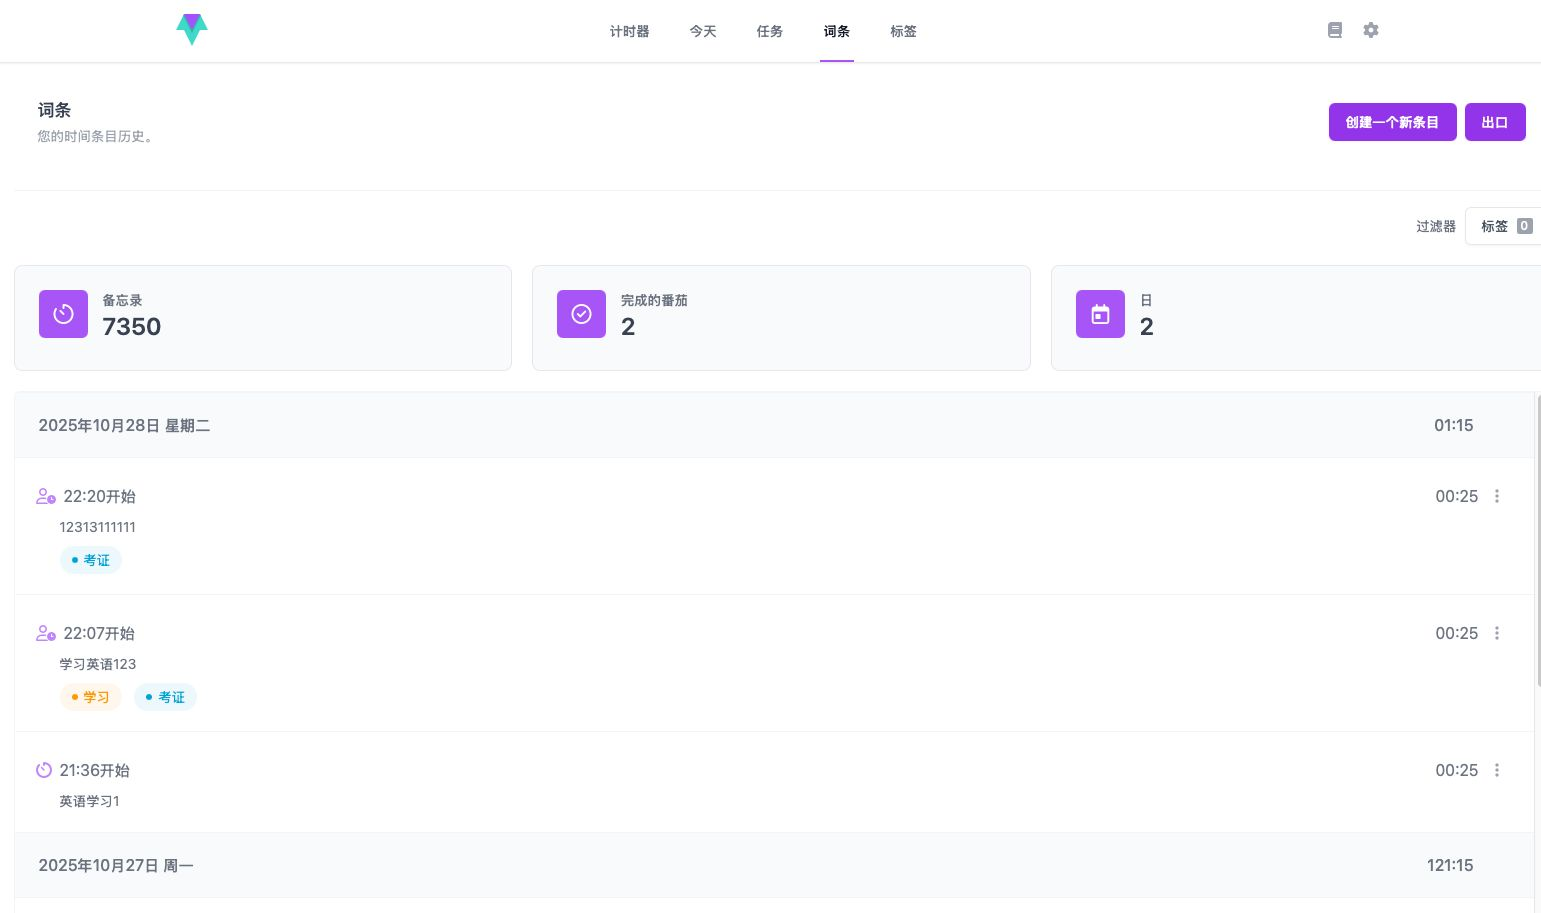 计时器 今天 任务 词条 标签
词条
您的时间条目历史。
创建一个新条目 出口
过滤器 标签 0
备忘录
7350
完成的番茄
2
日
2
2025年10月28日 星期二 01:15
22:20开始 00:25
12313111111
考证
22:07开始 00:25
学习英语123
学习 考证
21:36开始 00:25
英语学习1
2025年10月27日 周一 121:15